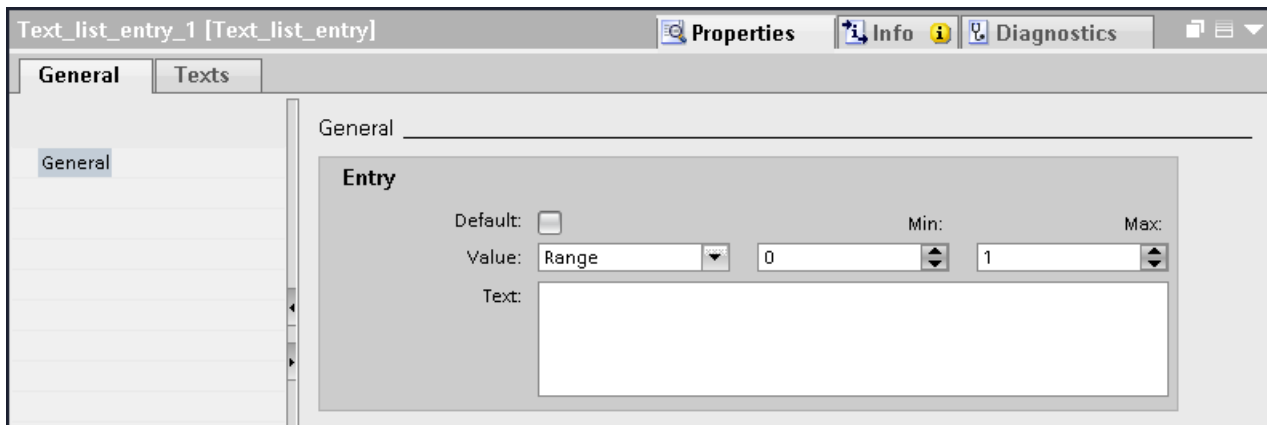 Text_list_entry_1 [Text_list_entry] Properties Info Diagnostics
General Texts
General
General
Entry
Default: Min: Max:
Value: Range 0 1
Text: